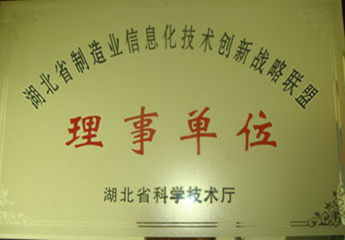 湖北省制造业信息化技术创新战略联盟
理事单位
湖北省科学技术厅